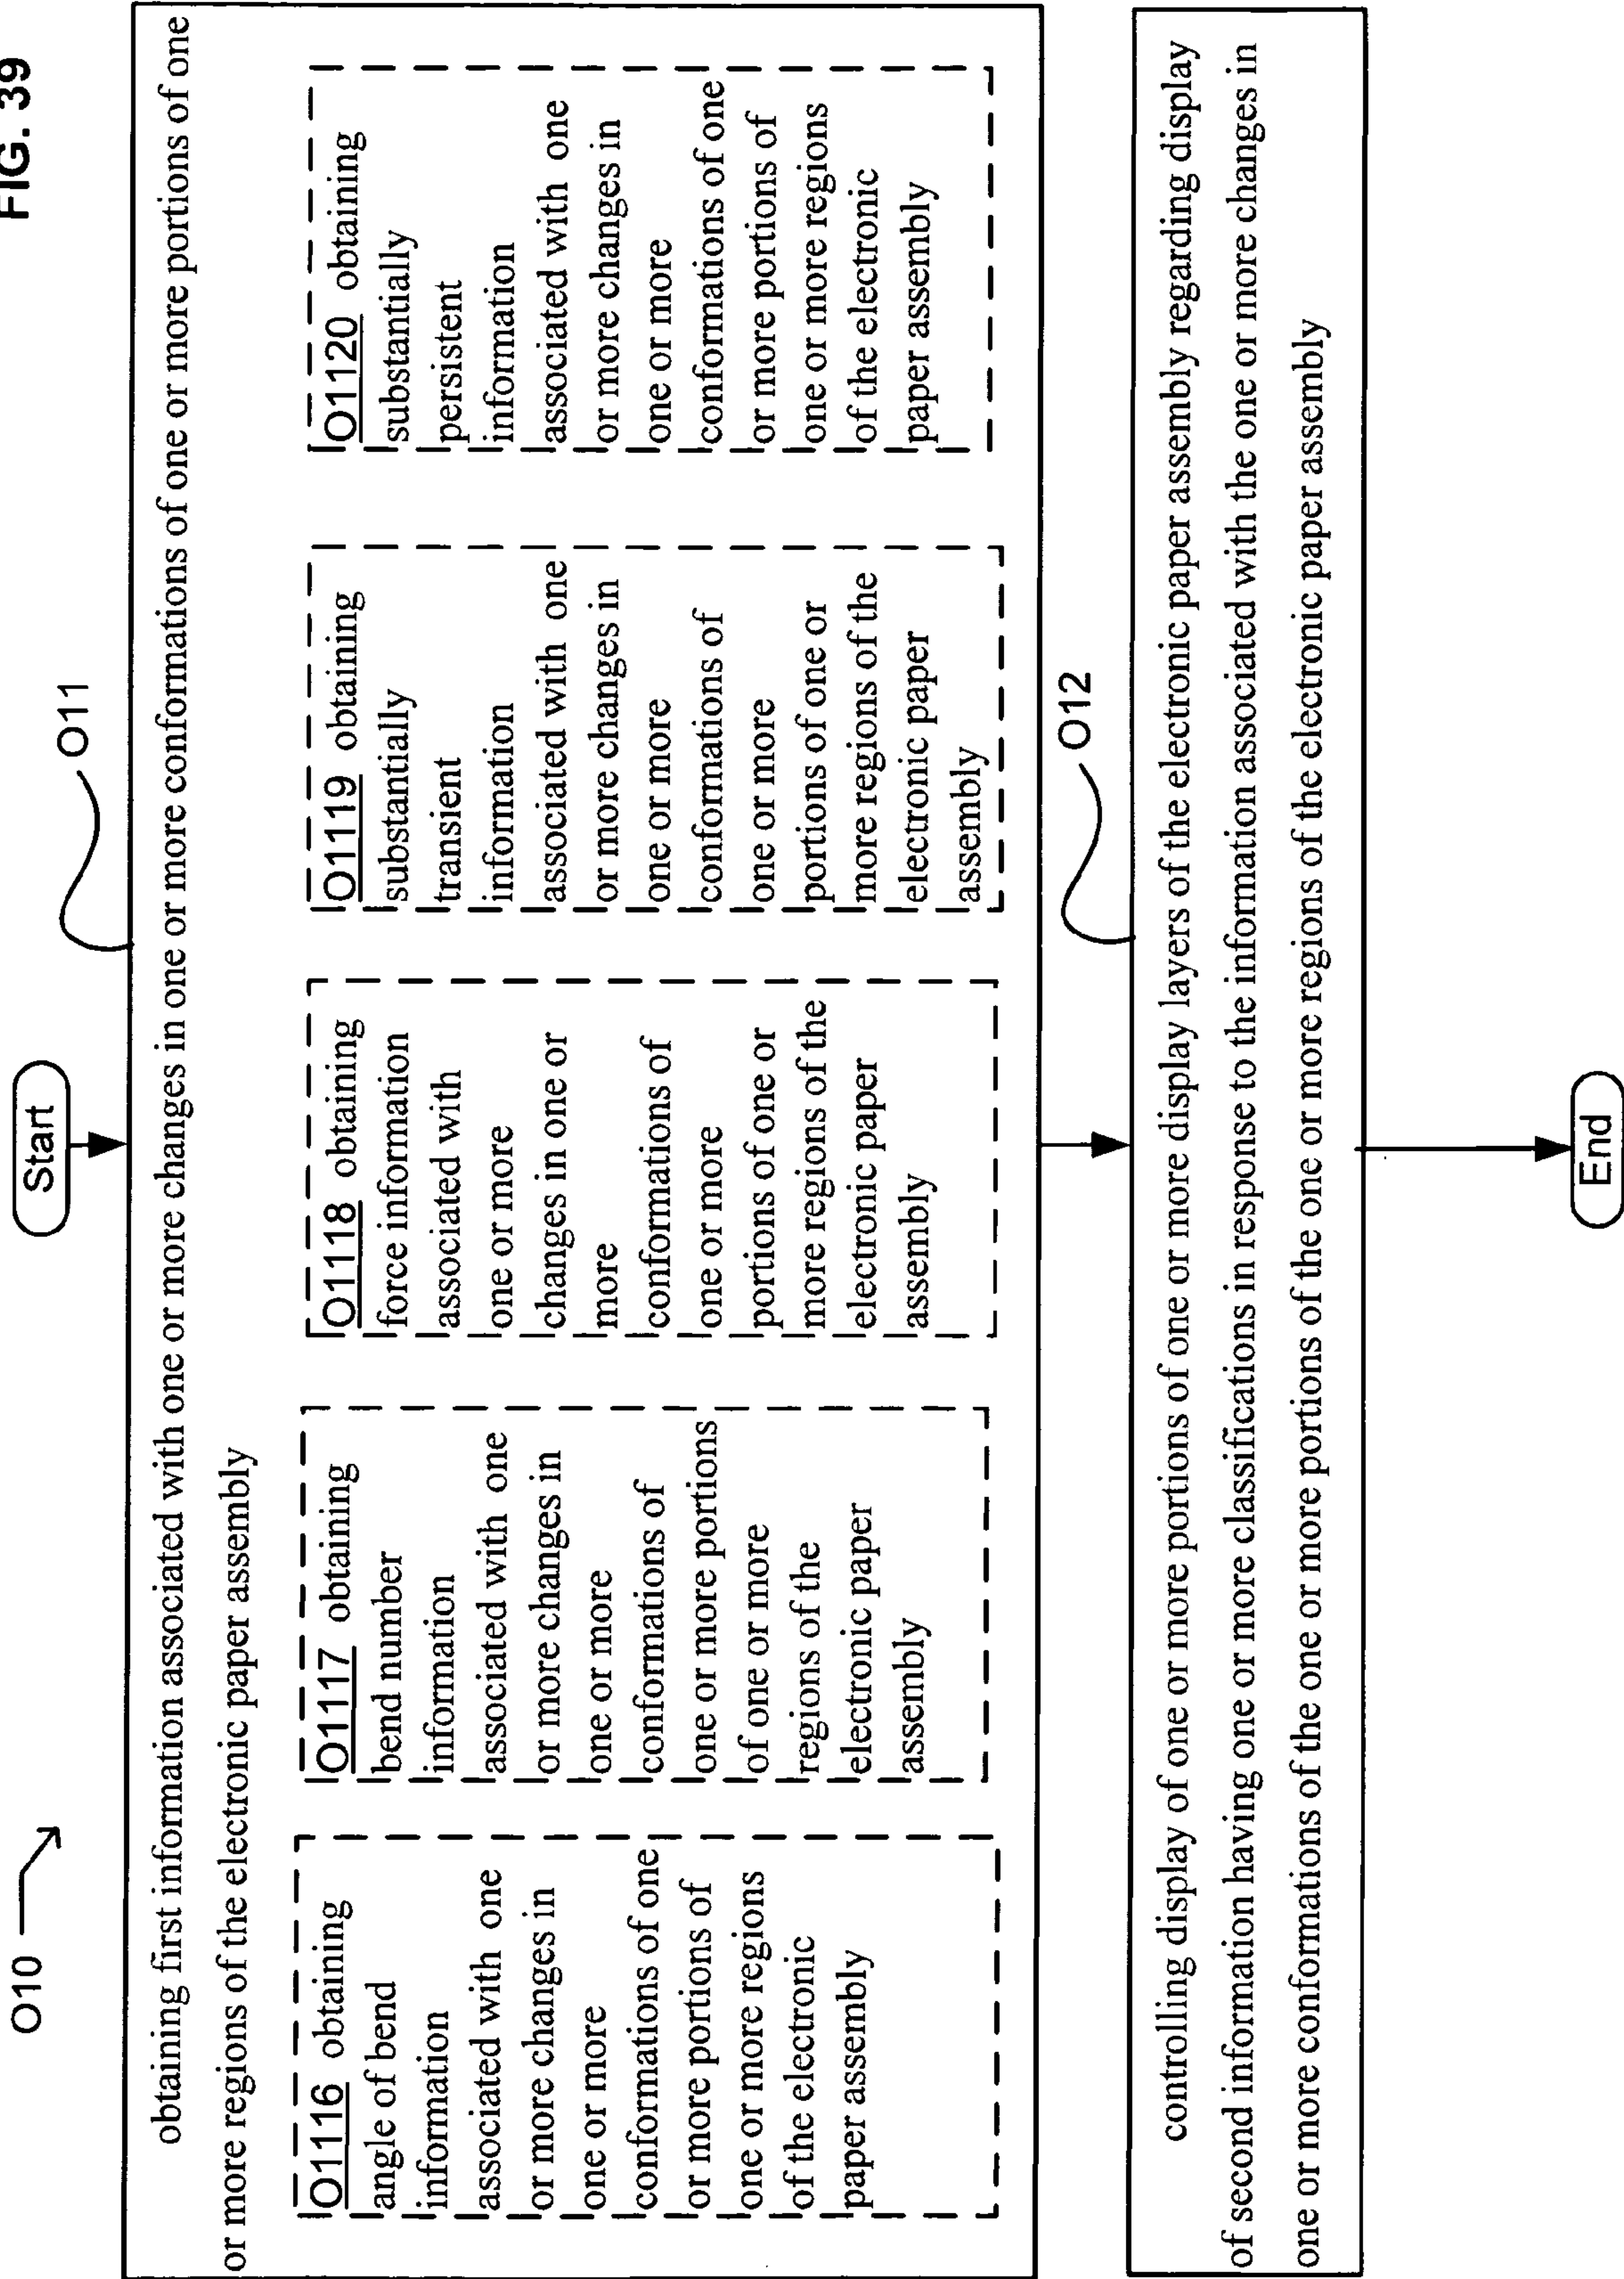 FIG. 39
O10
Start
O11
obtaining first information associated with one or more changes in one or more conformations of one or more portions of one
or more regions of the electronic paper assembly
O1116 obtaining
angle of bend
information
associated with one
or more changes in
one or more
conformations of one
or more portions of
one or more regions
of the electronic
paper assembly
O1117 obtaining
bend number
information
associated with one
or more changes in
one or more
conformations of
one or more portions
of one or more
regions of the
electronic paper
assembly
O1118 obtaining
force information
associated with
one or more
changes in one or
more
conformations of
one or more
portions of one or
more regions of the
electronic paper
assembly
O1119 obtaining
substantially
transient
information
associated with one
or more changes in
one or more
conformations of
one or more
portions of one or
more regions of the
electronic paper
assembly
O1120 obtaining
substantially
persistent
information
associated with one
or more changes in
one or more
conformations of one
or more portions of
one or more regions
of the electronic
paper assembly
O12
controlling display of one or more portions of one or more display layers of the electronic paper assembly regarding display
of second information having one or more classifications in response to the information associated with the one or more changes in
one or more conformations of the one or more portions of the one or more regions of the electronic paper assembly
End